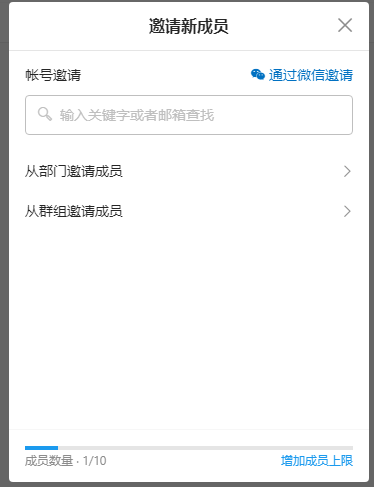 邀请新成员
帐号邀请 通过微信邀请
输入关键字或者邮箱查找
从部门邀请成员
从群组邀请成员
成员数量 · 1/10 增加成员上限